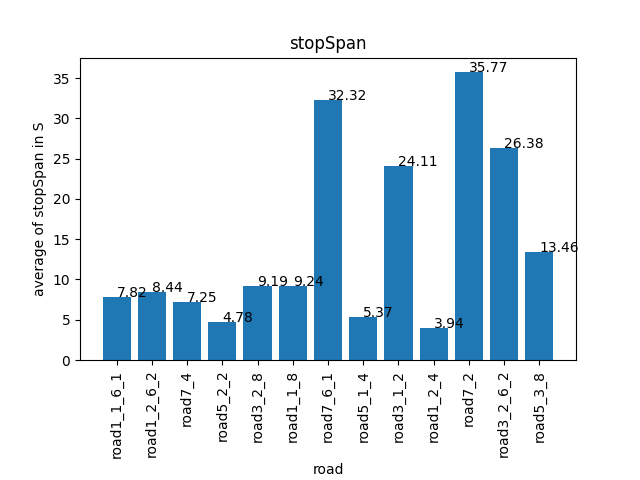 stopSpan
average of stopSpan in S
35
30
25
20
15
10
5
0
7.82
8.44
7.25
4.78
9.19
9.24
32.32
5.37
24.11
3.94
35.77
26.38
13.46
road1_1_6_1
road1_2_6_2
road7_4
road5_2_2
road3_2_8
road1_1_8
road7_6_1
road5_1_4
road3_1_2
road1_2_4
road7_2
road3_2_6_2
road5_3_8
road